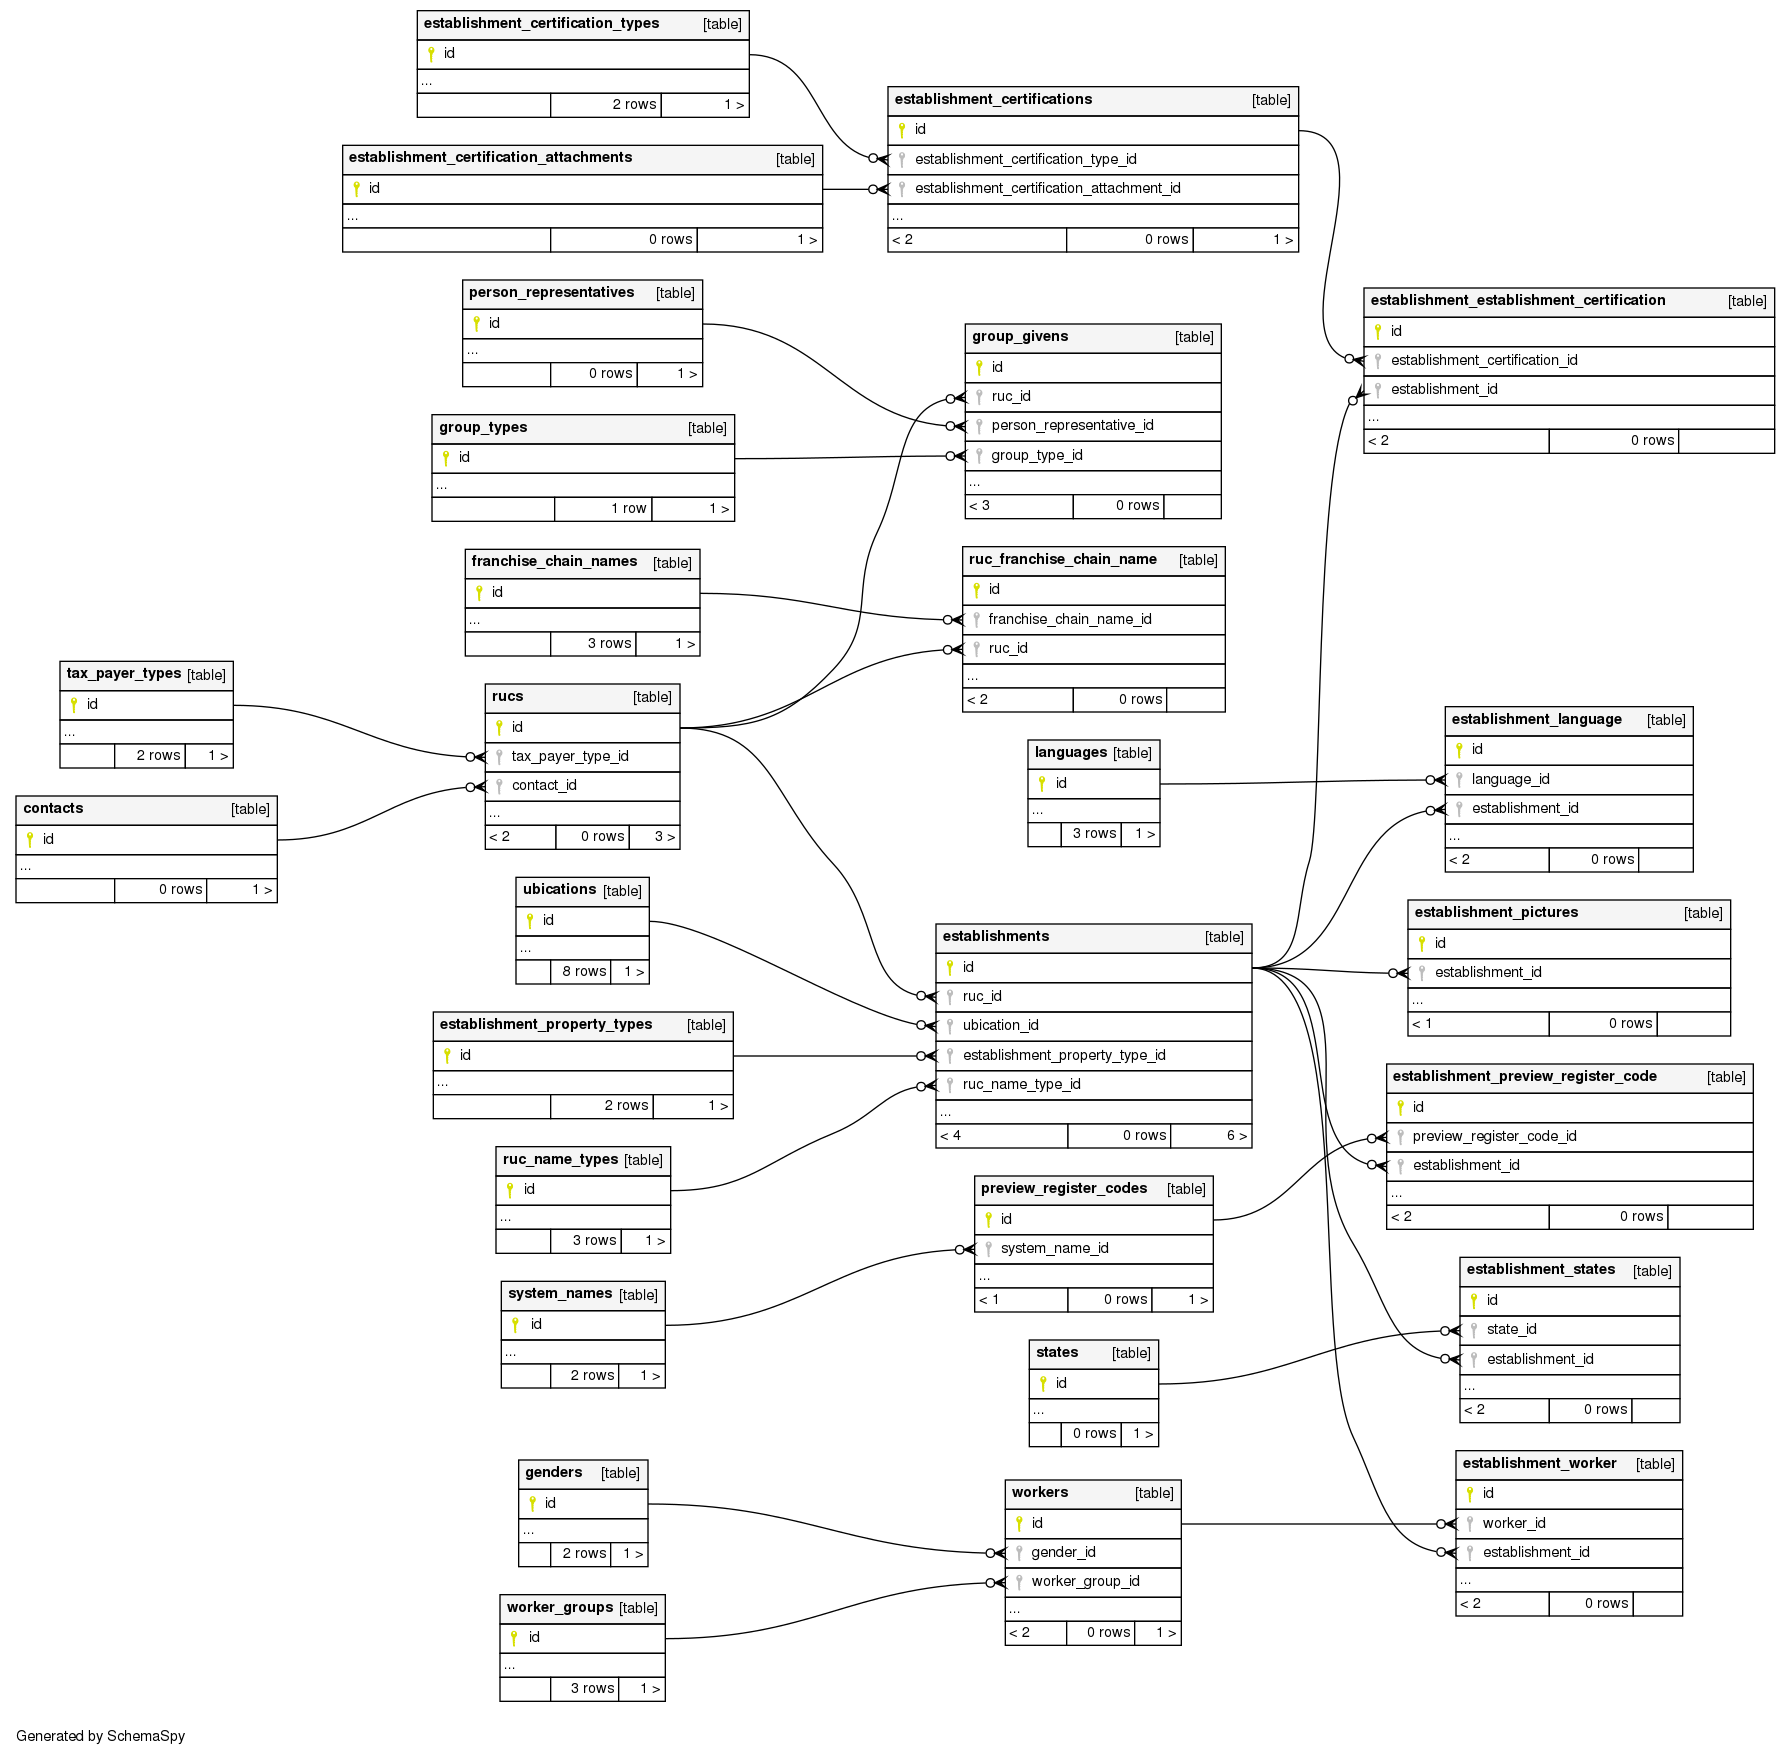 establishment_certification_types [table]
id
...
2 rows 1 >
establishment_certifications [table]
id
establishment_certification_type_id
establishment_certification_attachment_id
...
< 2 0 rows 1 >
establishment_certification_attachments [table]
id
...
0 rows 1 >
person_representatives [table]
id
...
0 rows 1 >
establishment_establishment_certification [table]
id
establishment_certification_id
establishment_id
...
< 2 0 rows
group_givens [table]
id
ruc_id
person_representative_id
group_type_id
...
< 3 0 rows
group_types [table]
id
...
1 row 1 >
franchise_chain_names [table]
id
...
3 rows 1 >
ruc_franchise_chain_name [table]
id
franchise_chain_name_id
ruc_id
...
< 2 0 rows
tax_payer_types [table]
id
...
2 rows 1 >
rucs [table]
id
tax_payer_type_id
contact_id
...
< 2 0 rows 3 >
contacts [table]
id
...
0 rows 1 >
languages [table]
id
...
3 rows 1 >
establishment_language [table]
id
language_id
establishment_id
...
< 2 0 rows
ubications [table]
id
...
8 rows 1 >
establishments [table]
id
ruc_id
ubication_id
establishment_property_type_id
ruc_name_type_id
...
< 4 0 rows 6 >
establishment_pictures [table]
id
establishment_id
...
< 1 0 rows
establishment_property_types [table]
id
...
2 rows 1 >
establishment_preview_register_code [table]
id
preview_register_code_id
establishment_id
...
< 2 0 rows
ruc_name_types [table]
id
...
3 rows 1 >
preview_register_codes [table]
id
system_name_id
...
< 1 0 rows 1 >
system_names [table]
id
...
2 rows 1 >
establishment_states [table]
id
state_id
establishment_id
...
< 2 0 rows
states [table]
id
...
0 rows 1 >
genders [table]
id
...
2 rows 1 >
workers [table]
id
gender_id
worker_group_id
...
< 2 0 rows 1 >
establishment_worker [table]
id
worker_id
establishment_id
...
< 2 0 rows
worker_groups [table]
id
...
3 rows 1 >
Generated by SchemaSpy